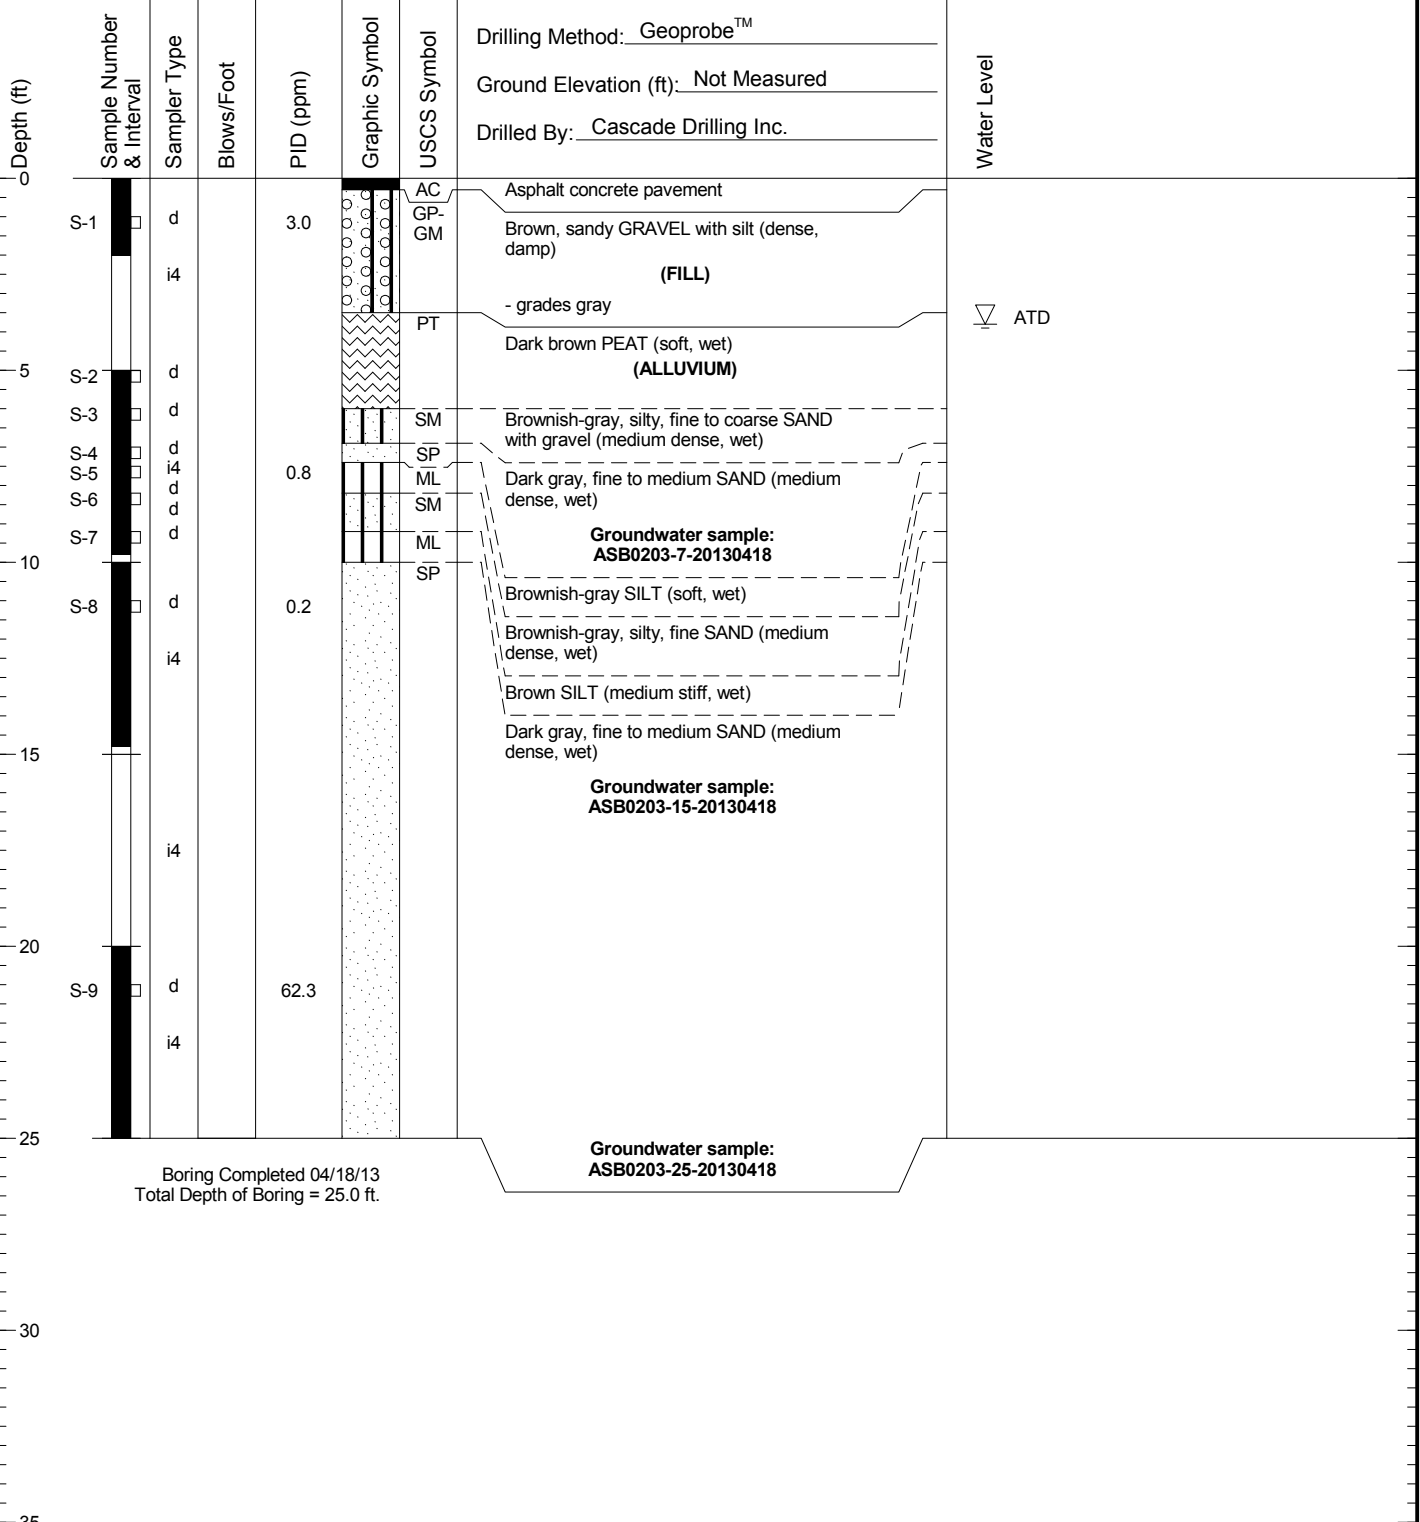 Drilling Method: Geoprobe™
Ground Elevation (ft): Not Measured
Drilled By: Cascade Drilling Inc.
Depth (ft)
Sample Number
& Interval
Sampler Type
Blows/Foot
PID (ppm)
Graphic Symbol
USCS Symbol
Water Level
0
AC Asphalt concrete pavement
S-1 d 3.0 GP-
GM
Brown, sandy GRAVEL with silt (dense,
damp)
i4 (FILL)
- grades gray
PT ATD
Dark brown PEAT (soft, wet)
5 S-2 d (ALLUVIUM)
S-3 d SM Brownish-gray, silty, fine to coarse SAND
with gravel (medium dense, wet)
S-4 d SP
S-5 i4 0.8 ML Dark gray, fine to medium SAND (medium
dense, wet)
S-6 d SM
d
S-7 d ML Groundwater sample:
ASB0203-7-20130418
10 SP
Brownish-gray SILT (soft, wet)
S-8 d 0.2
Brownish-gray, silty, fine SAND (medium
dense, wet)
i4
Brown SILT (medium stiff, wet)
Dark gray, fine to medium SAND (medium
dense, wet)
15
Groundwater sample:
ASB0203-15-20130418
i4
20
S-9 d 62.3
i4
25
Groundwater sample:
ASB0203-25-20130418
Boring Completed 04/18/13
Total Depth of Boring = 25.0 ft.
30
35